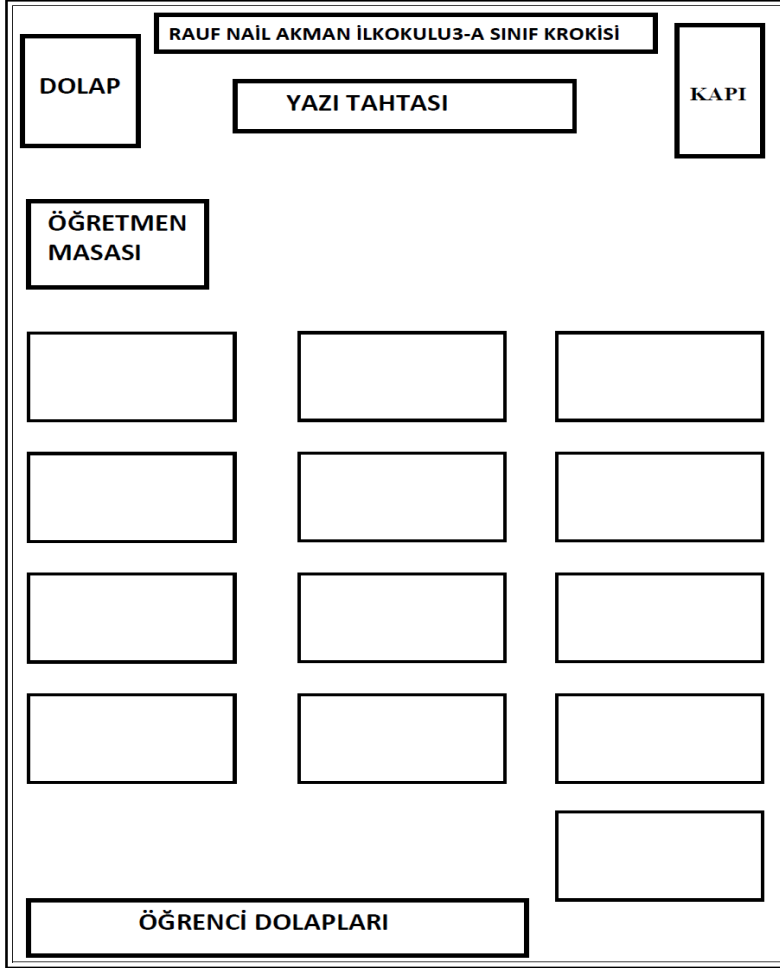 RAUF NAİL AKMAN İLKOKULU3-A SINIF KROKİSİ
DOLAP
YAZI TAHTASI
KAPI
ÖĞRETMEN
MASASI
ÖĞRENCİ DOLAPLARI